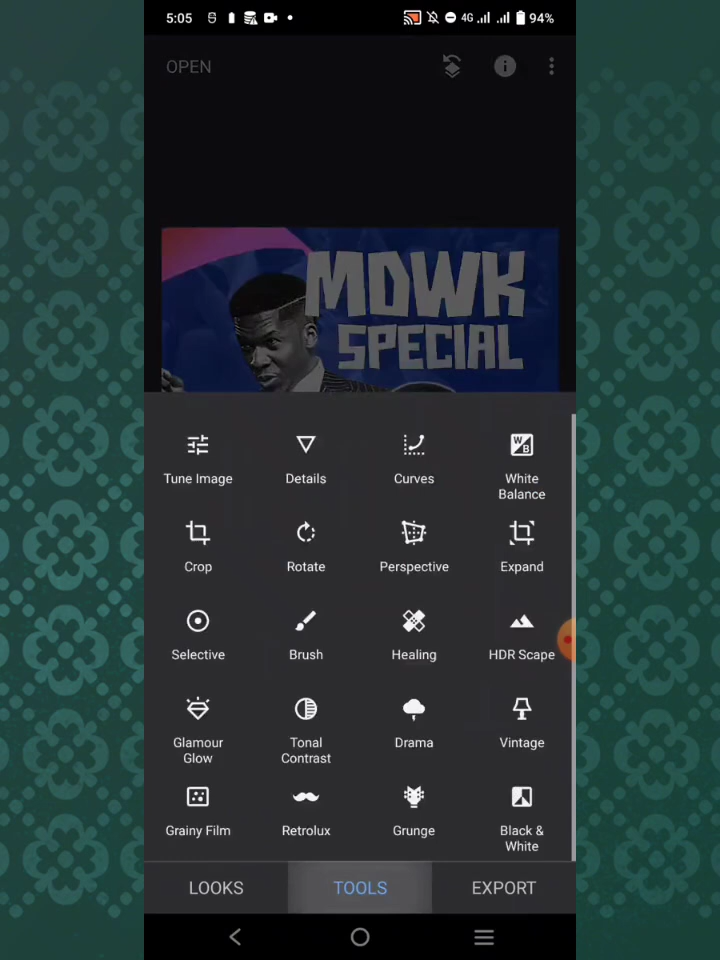 5:05 4G 94%
OPEN
MDWK
SPECIAL
Tune Image Details Curves White Balance
Crop Rotate Perspective Expand
Selective Brush Healing HDR Scape
Glamour Glow Tonal Contrast Drama Vintage
Grainy Film Retrolux Grunge Black & White
LOOKS TOOLS EXPORT